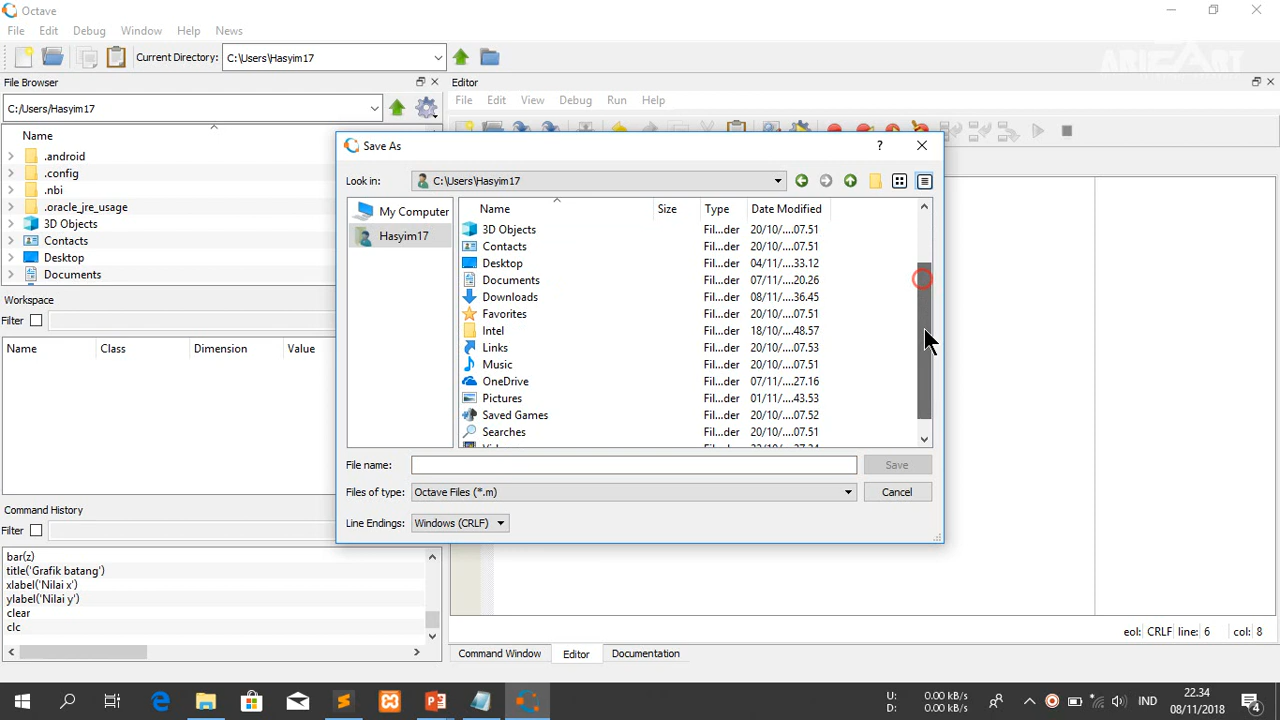 Octave
File Edit Debug Window Help News
Current Directory: C:\Users\Hasyim17
ARIFART
File Browser
Editor
C:/Users/Hasyim17
File Edit View Debug Run Help
Name
.android
.config
.nbi
.oracle_jre_usage
3D Objects
Contacts
Desktop
Documents
Workspace
Filter
Name Class Dimension Value
Command History
Filter
bar(z)
title('Grafik batang')
xlabel('Nilai x')
ylabel('Nilai y')
clear
clc
Save As
?
Look in: C:\Users\Hasyim17
My Computer
Hasyim17
Name Size Type Date Modified
3D Objects Fil...der 20/10/....07.51
Contacts Fil...der 20/10/....07.51
Desktop Fil...der 04/11/....33.12
Documents Fil...der 07/11/....20.26
Downloads Fil...der 08/11/....36.45
Favorites Fil...der 20/10/....07.51
Intel Fil...der 18/10/....48.57
Links Fil...der 20/10/....07.53
Music Fil...der 20/10/....07.51
OneDrive Fil...der 07/11/....27.16
Pictures Fil...der 01/11/....43.53
Saved Games Fil...der 20/10/....07.52
Searches Fil...der 20/10/....07.51
File name: Save
Files of type: Octave Files (*.m) Cancel
Line Endings: Windows (CRLF)
eol: CRLF line: 6 col: 8
Command Window Editor Documentation
U: 0.00 kB/s
D: 0.00 kB/s
IND
22.34
08/11/2018
4